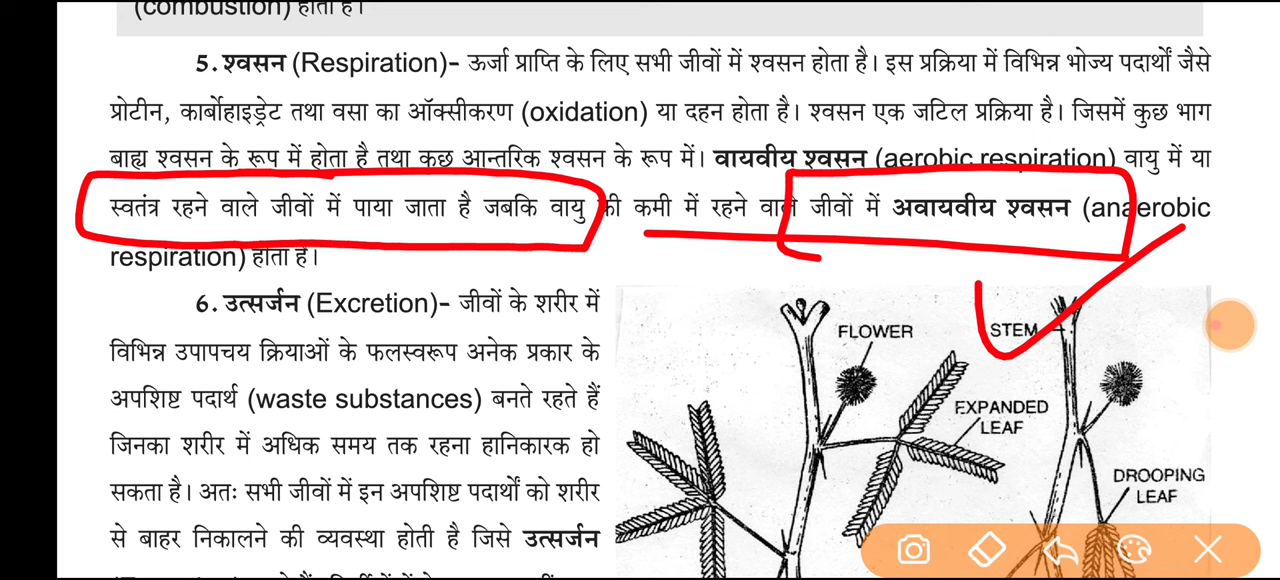 (combustion) होता है।
5. श्वसन (Respiration)- ऊर्जा प्राप्ति के लिए सभी जीवों में श्वसन होता है। इस प्रक्रिया में विभिन्न भोज्य पदार्थों जैसे
प्रोटीन, कार्बोहाइड्रेट तथा वसा का ऑक्सीकरण (oxidation) या दहन होता है। श्वसन एक जटिल प्रक्रिया है। जिसमें कुछ भाग
बाह्य श्वसन के रूप में होता है तथा कुछ आन्तरिक श्वसन के रूप में। वायवीय श्वसन (aerobic respiration) वायु में या
स्वतंत्र रहने वाले जीवों में पाया जाता है जबकि वायु की कमी में रहने वाले जीवों में अवायवीय श्वसन (anaerobic
respiration) होता है।
6. उत्सर्जन (Excretion)- जीवों के शरीर में
विभिन्न उपापचय क्रियाओं के फलस्वरूप अनेक प्रकार के
अपशिष्ट पदार्थ (waste substances) बनते रहते हैं
जिनका शरीर में अधिक समय तक रहना हानिकारक हो
सकता है। अतः सभी जीवों में इन अपशिष्ट पदार्थों को शरीर
से बाहर निकालने की व्यवस्था होती है जिसे उत्सर्जन
FLOWER
STEM
EXPANDED
LEAF
DROOPING
LEAF